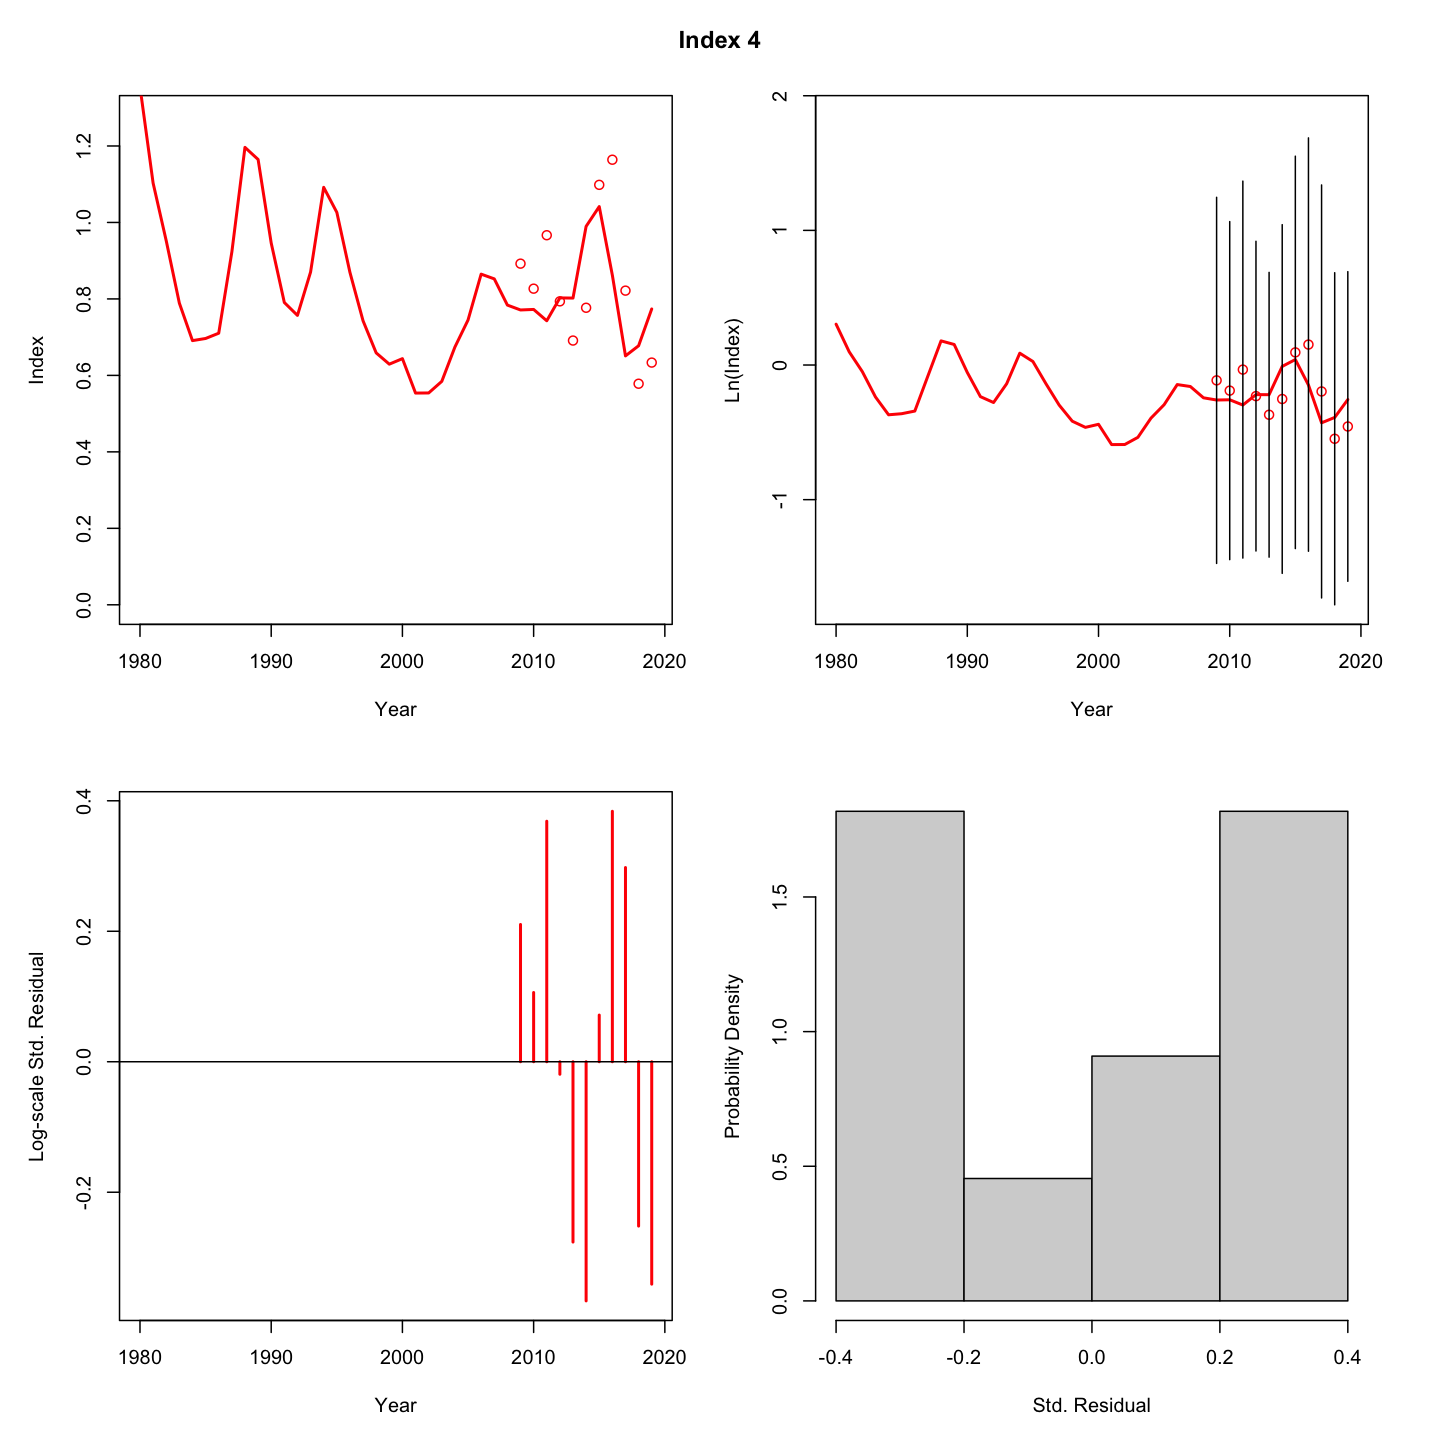 Index 4
Index
1.2
1.0
0.8
0.6
0.4
0.2
0.0
1980 1990 2000 2010 2020
Year
Ln(Index)
2
1
0
-1
1980 1990 2000 2010 2020
Year
Log-scale Std. Residual
0.4
0.2
0.0
-0.2
1980 1990 2000 2010 2020
Year
Probability Density
1.5
1.0
0.5
0.0
-0.4 -0.2 0.0 0.2 0.4
Std. Residual